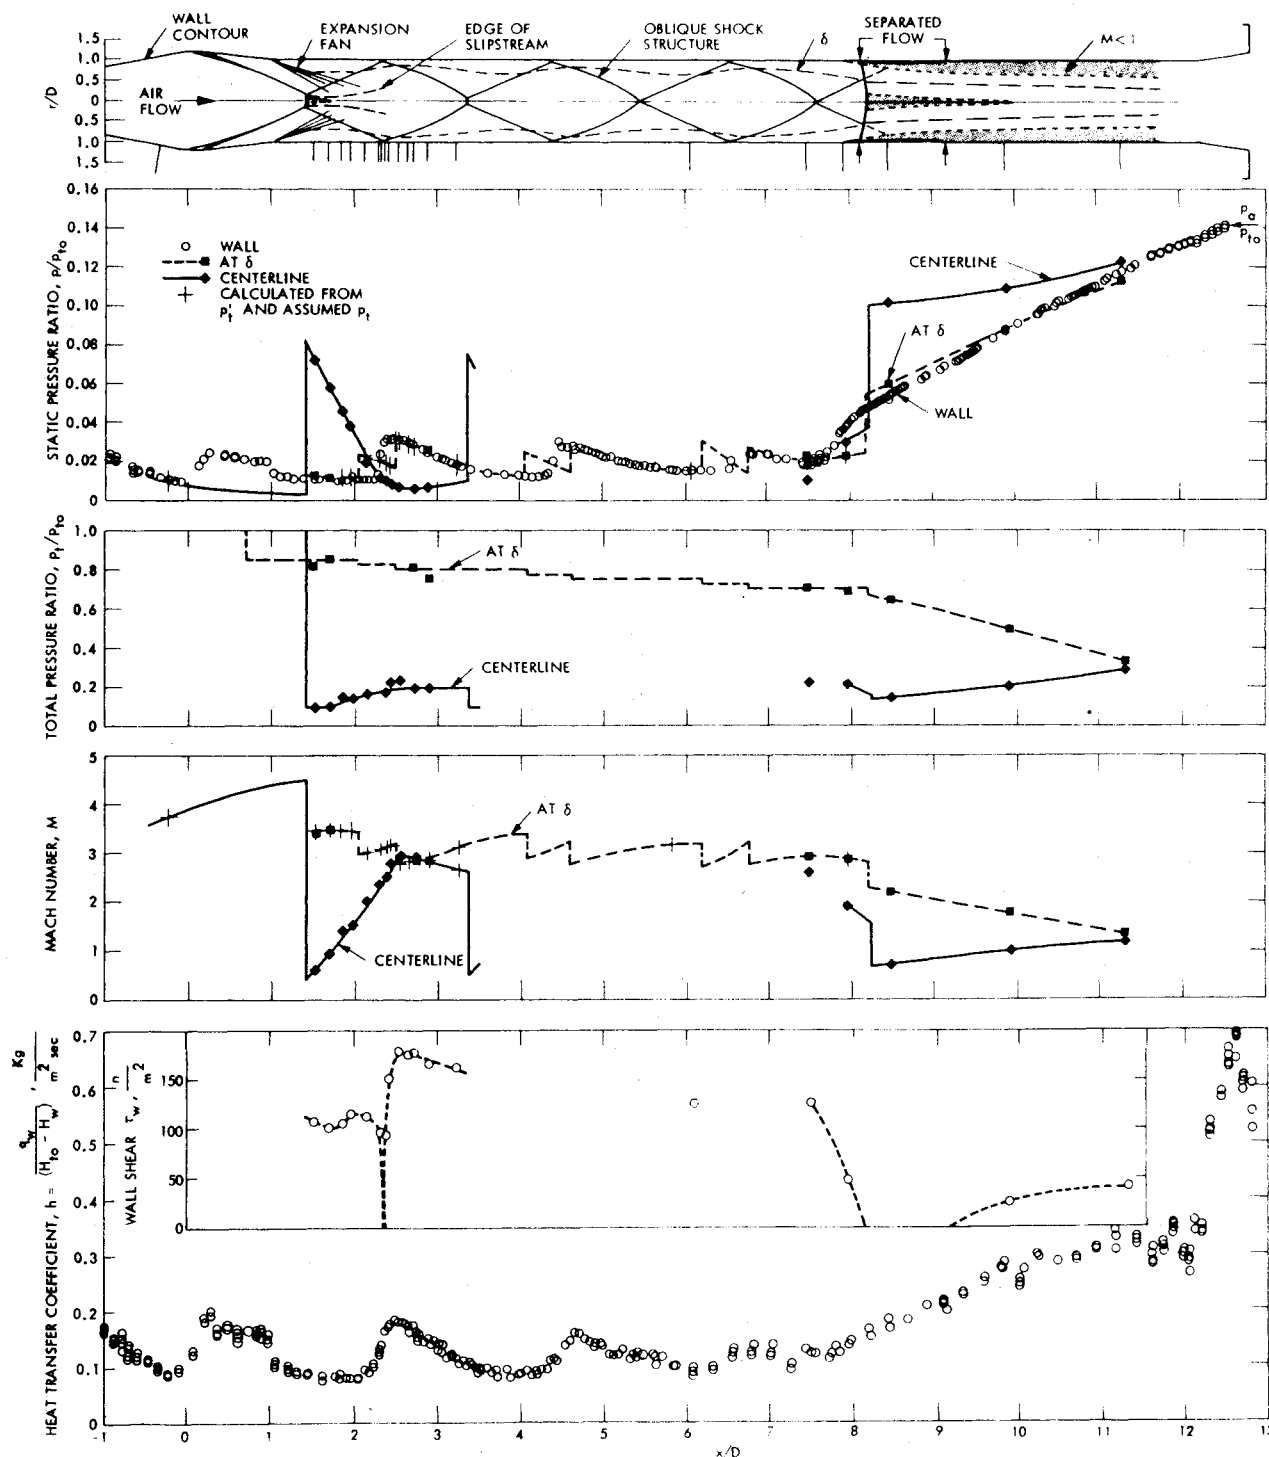 WALL
CONTOUR
EXPANSION
FAN
EDGE OF
SLIPSTREAM
OBLIQUE SHOCK
STRUCTURE
δ
SEPARATED
FLOW
M<1
AIR
FLOW
r/D
1.5
1.0
0.5
0
0.5
1.0
1.5
STATIC PRESSURE RATIO, p/p_to
0.16
0.14
0.12
0.10
0.08
0.06
0.04
0.02
0
WALL
AT δ
CENTERLINE
CALCULATED FROM
p't AND ASSUMED pt
CENTERLINE
AT δ
WALL
p_a
p_to
TOTAL PRESSURE RATIO, p_t/p_to
1.0
0.8
0.6
0.4
0.2
0
AT δ
CENTERLINE
MACH NUMBER, M
5
4
3
2
1
0
AT δ
CENTERLINE
HEAT TRANSFER COEFFICIENT, h = q_w/(H_to - H_w), Kg/m² sec
0.7
0.6
0.5
0.4
0.3
0.2
0.1
0
WALL SHEAR τ_w, n/m²
150
100
50
0
-1 0 1 2 3 4 5 6 7 8 9 10 11 12 13
x/D